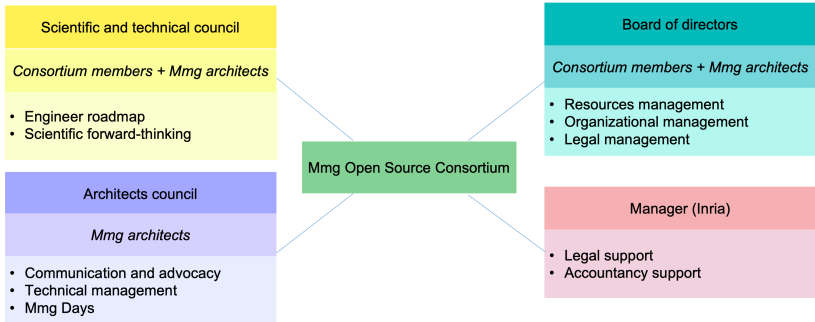 Scientific and technical council
Consortium members + Mmg architects
• Engineer roadmap
• Scientific forward-thinking
Board of directors
Consortium members + Mmg architects
• Resources management
• Organizational management
• Legal management
Mmg Open Source Consortium
Architects council
Mmg architects
• Communication and advocacy
• Technical management
• Mmg Days
Manager (Inria)
• Legal support
• Accountancy support